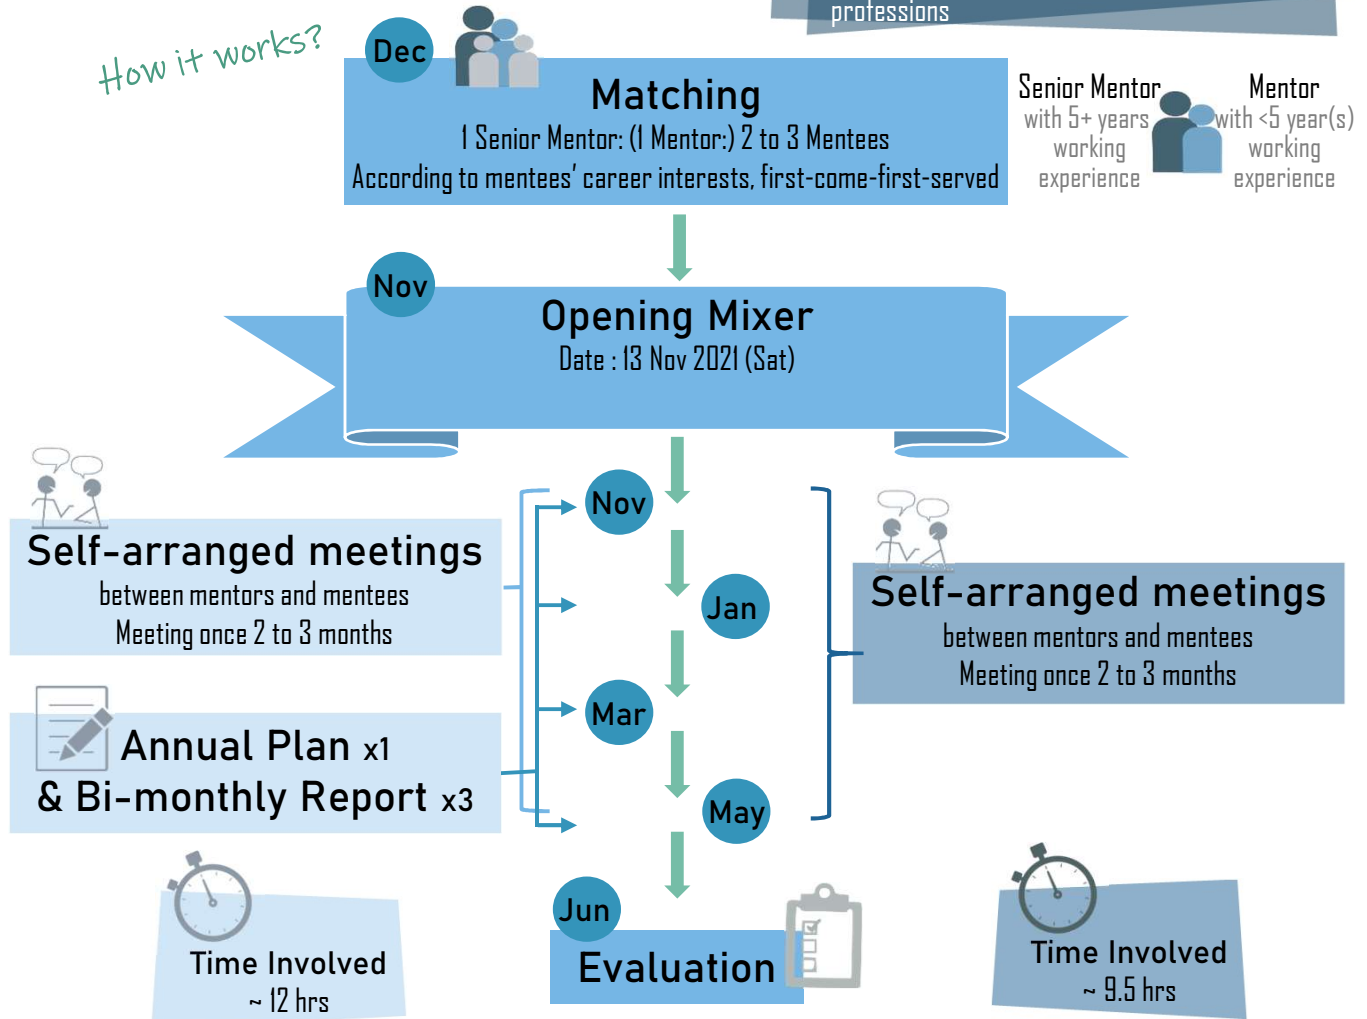 professions
How it works?
Dec
Matching
1 Senior Mentor: (1 Mentor:) 2 to 3 Mentees
According to mentees' career interests, first-come-first-served
Senior Mentor
with 5+ years
working
experience
Mentor
with <5 year(s)
working
experience
Nov
Opening Mixer
Date : 13 Nov 2021 (Sat)
Self-arranged meetings
between mentors and mentees
Meeting once 2 to 3 months
Annual Plan x1
& Bi-monthly Report x3
Nov
Jan
Mar
May
Self-arranged meetings
between mentors and mentees
Meeting once 2 to 3 months
Time Involved
~ 12 hrs
Jun
Evaluation
Time Involved
~ 9.5 hrs